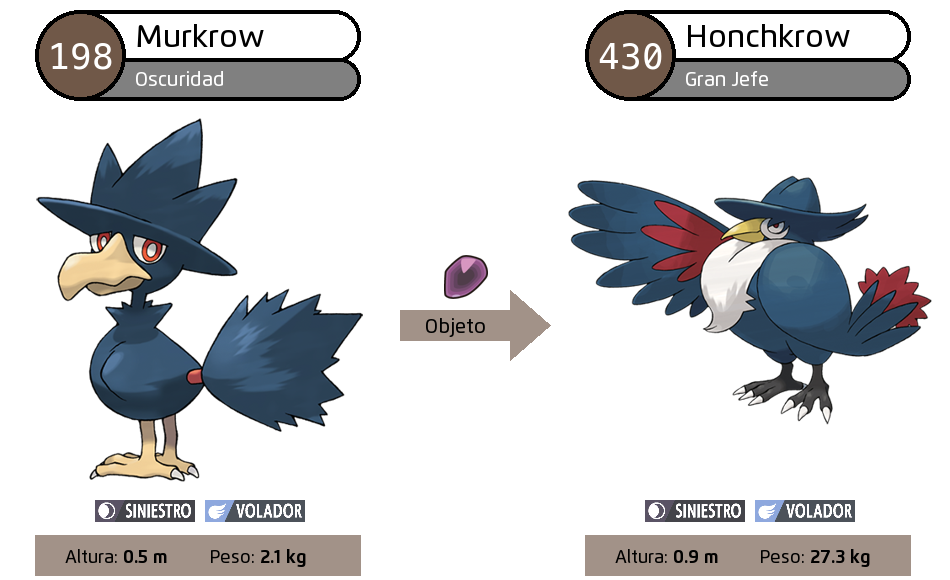 198
Murkrow
Oscuridad
430
Honchkrow
Gran Jefe
Objeto
SINIESTRO
VOLADOR
SINIESTRO
VOLADOR
Altura: 0.5 m Peso: 2.1 kg
Altura: 0.9 m Peso: 27.3 kg